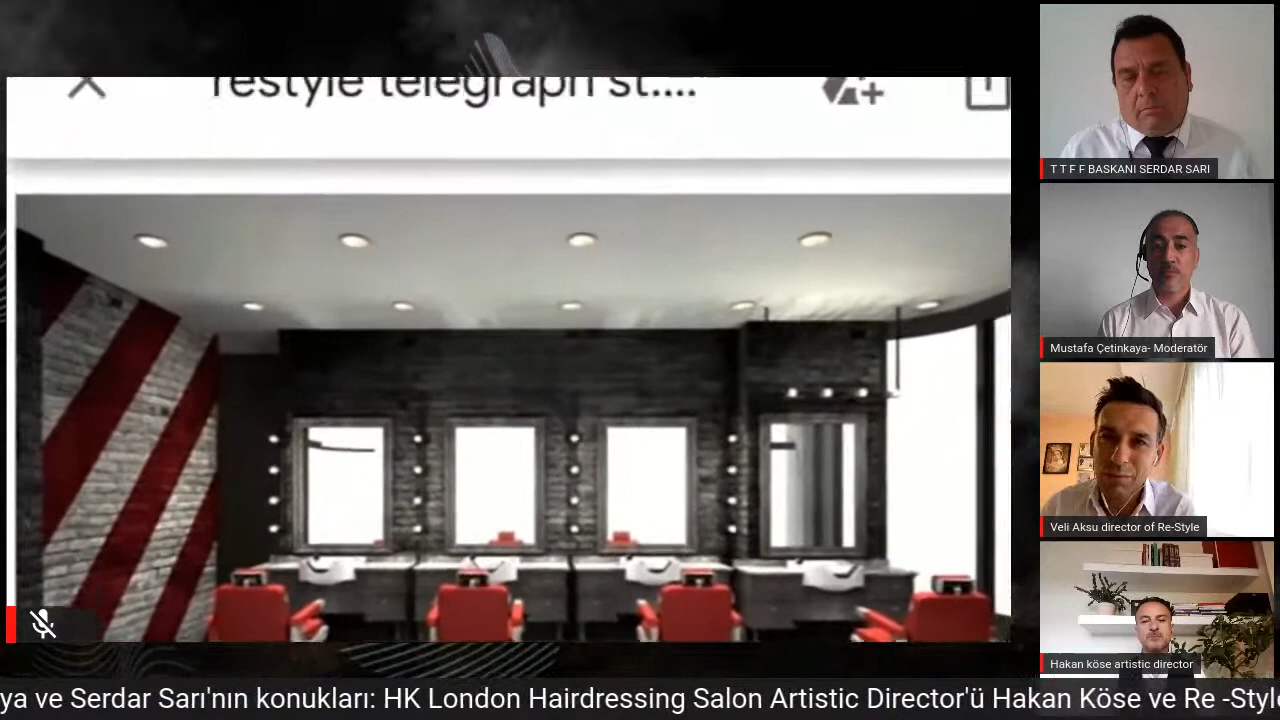 restyle telegraph st....
T T F F BASKANI SERDAR SARI
Mustafa Çetinkaya- Moderatör
Veli Aksu director of Re-Style
Hakan köse artistic director
ya ve Serdar Sarı'nın konukları: HK London Hairdressing Salon Artistic Director'ü Hakan Köse ve Re -Style